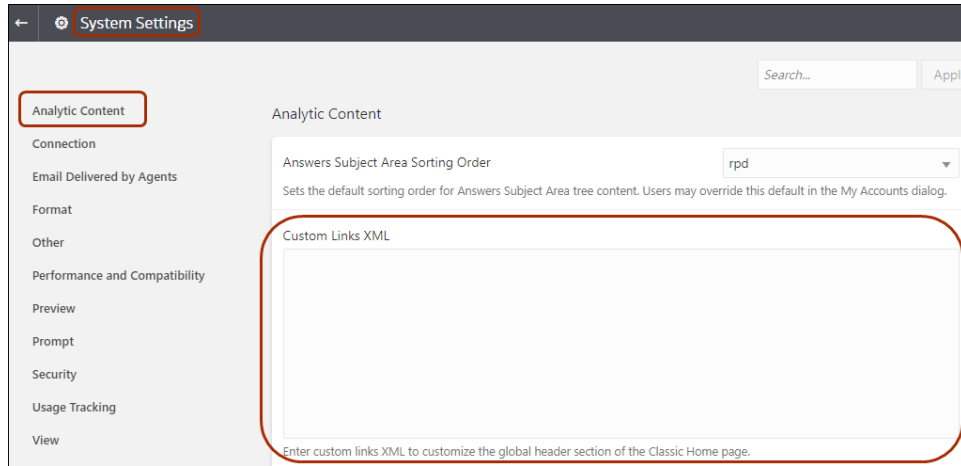 System Settings
Search...
Appl
Analytic Content
Connection
Email Delivered by Agents
Format
Other
Performance and Compatibility
Preview
Prompt
Security
Usage Tracking
View
Analytic Content
Answers Subject Area Sorting Order
rpd
Sets the default sorting order for Answers Subject Area tree content. Users may override this default in the My Accounts dialog.
Custom Links XML
Enter custom links XML to customize the global header section of the Classic Home page.